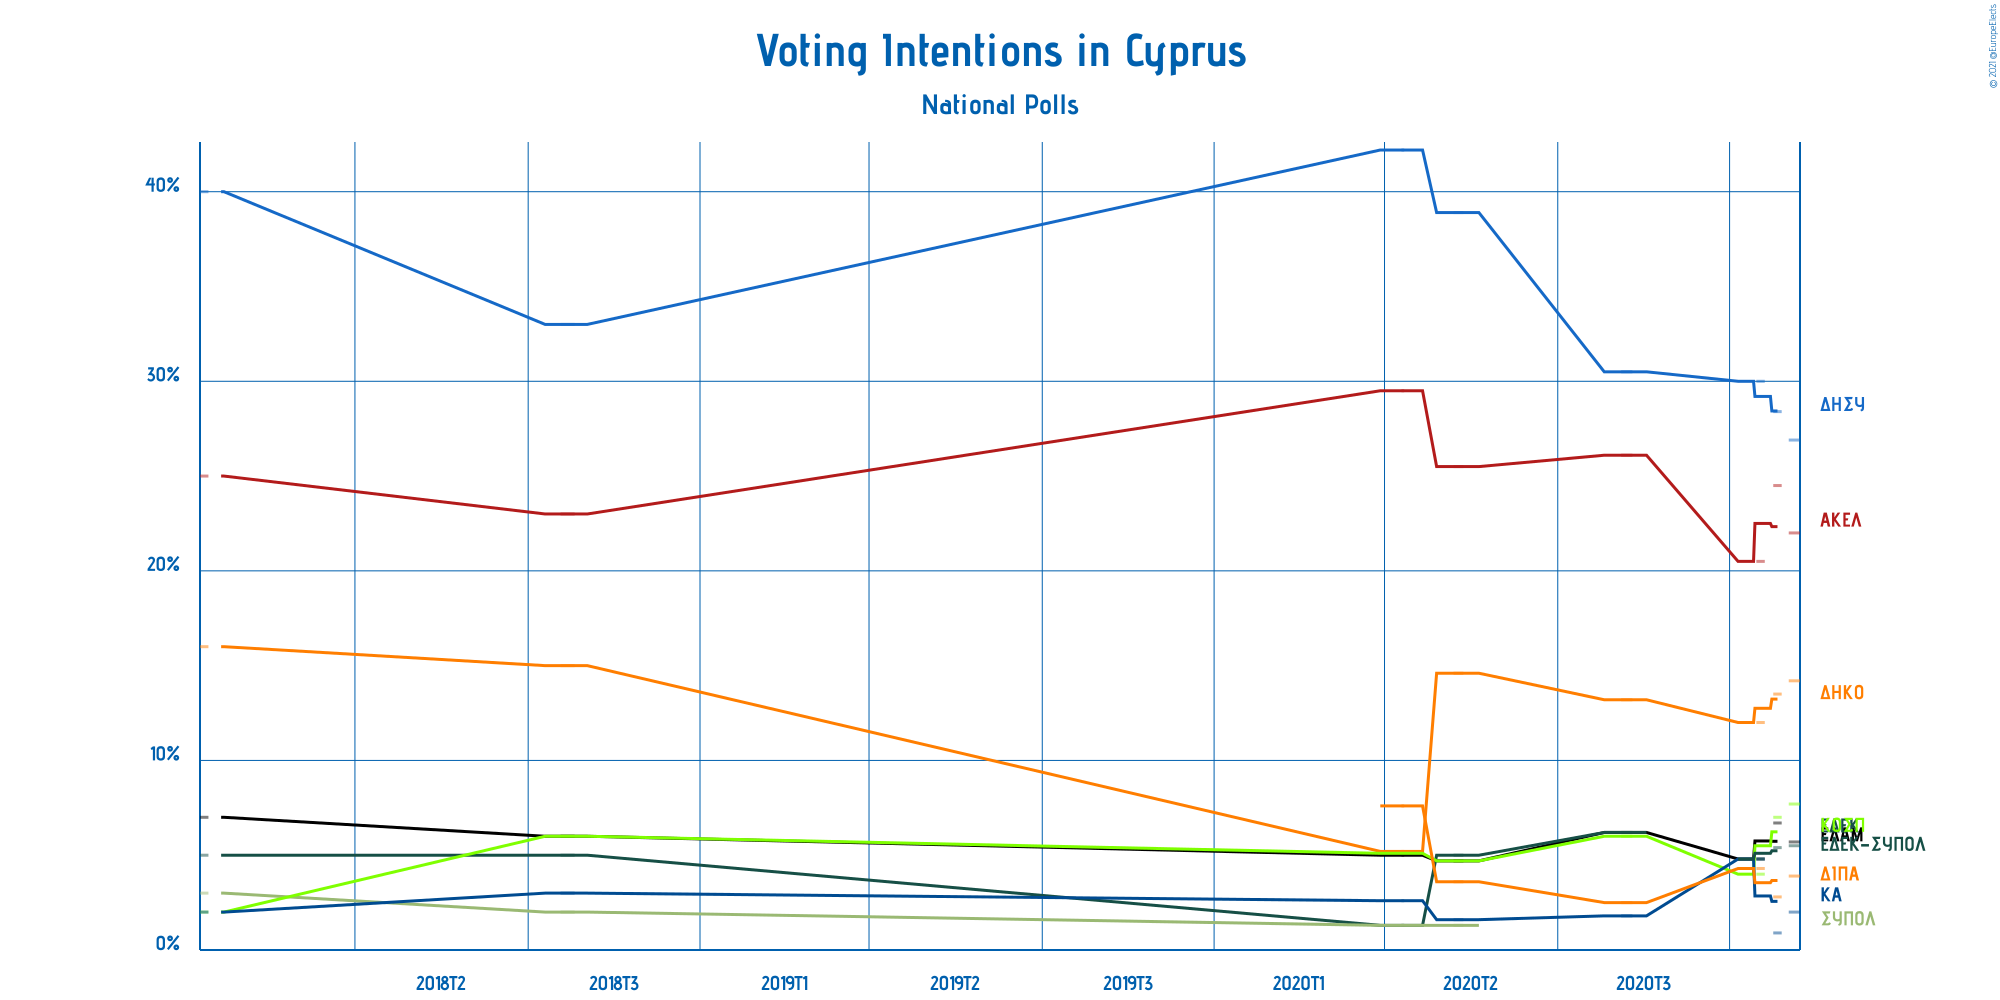 © 2021 @EuropeElects
Voting Intentions in Cyprus
National Polls
40%
30%
20%
10%
0%
ΔΗΣΥ
ΑΚΕΛ
ΔΗΚΟ
ΕΛΑΜ
ΕΔΕΚ-ΣΥΠΟΛ
ΔΙΠΑ
ΚΑ
ΣΥΠΟΛ
2018T2
2018T3
2019T1
2019T2
2019T3
2020T1
2020T2
2020T3